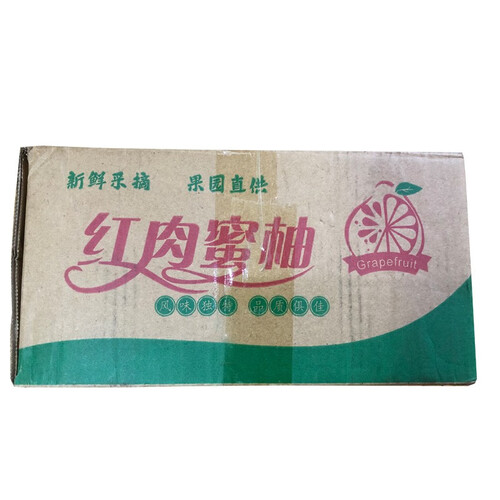 新鲜采摘 果园直供
红肉蜜柚
Grapefruit
风味独特 品质俱佳